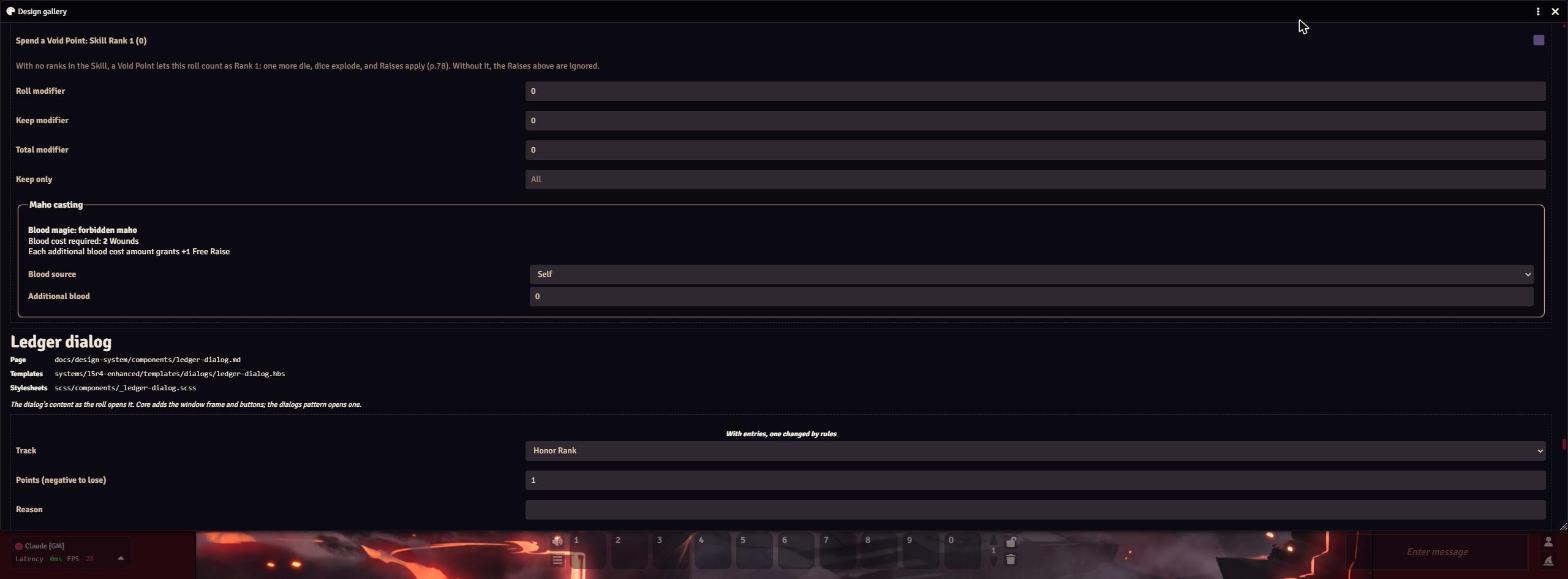 Design gallery
Spend a Void Point: Skill Rank 1 (0)
With no ranks in the Skill, a Void Point lets this roll count as Rank 1: one more die, dice explode, and Raises apply (p.78). Without it, the Raises above are ignored.
Roll modifier 0
Keep modifier 0
Total modifier 0
Keep only All
Maho casting
Blood magic: forbidden maho
Blood cost required: 2 Wounds
Each additional blood cost amount grants +1 Free Raise
Blood source Self
Additional blood 0
Ledger dialog
Page docs/design-system/components/ledger-dialog.md
Templates systems/l5r4-enhanced/templates/dialogs/ledger-dialog.hbs
Stylesheets scss/components/_ledger-dialog.scss
The dialog's content as the roll opens it. Core adds the window frame and buttons; the dialogs pattern opens one.
With entries, one changed by rules
Track Honor Rank
Points (negative to lose) 1
Reason
Claude [GM]
Latency 0ms FPS 28
1 2 3 4 5 6 7 8 9 0
1
Enter message